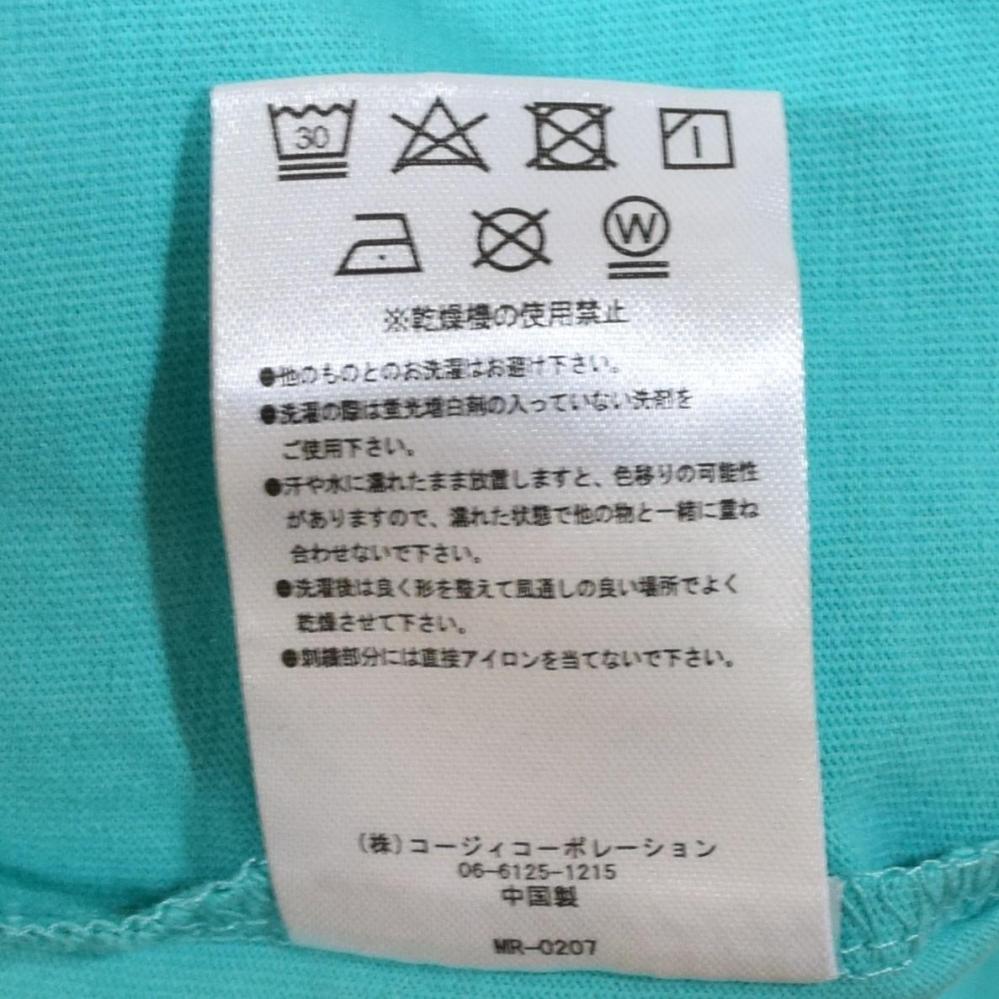 30
W
※乾燥機の使用禁止
●他のものとのお洗濯はお避け下さい。
●洗濯の際は蛍光増白剤の入っていない洗剤を
ご使用下さい。
●汗や水に濡れたまま放置しますと、色移りの可能性
がありますので、濡れた状態で他の物と一緒に重ね
合わせないで下さい。
●洗濯後は良く形を整えて風通しの良い場所でよく
乾燥させて下さい。
●刺繍部分には直接アイロンを当てないで下さい。
(株)コージィコーポレーション
06-6125-1215
中国製
MR-0207